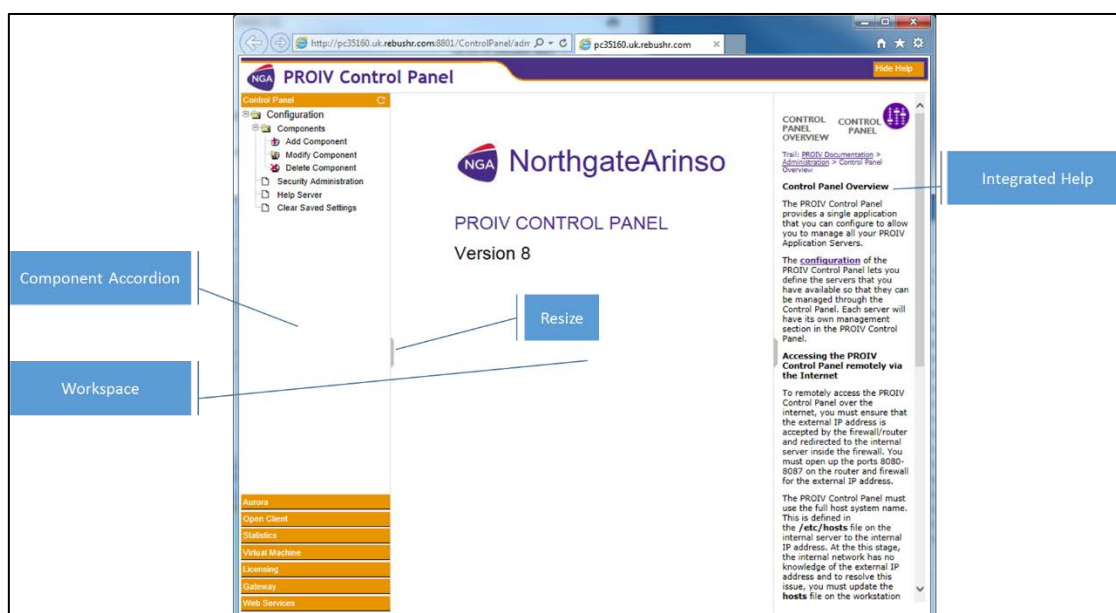 http://pc35160.uk.rebushr.com:8801/ControlPanel/adm
pc35160.uk.rebushr.com
NGA PROIV Control Panel
Hide Help
Control Panel
Configuration
Components
Add Component
Modify Component
Delete Component
Security Administration
Help Server
Clear Saved Settings
Aurora
Open Client
Statistics
Virtual Machine
Licensing
Gateway
Web Services
NGA NorthgateArinso
PROIV CONTROL PANEL
Version 8
CONTROL
PANEL
OVERVIEW
CONTROL
PANEL
Trail: PROIV Documentation >
Administration > Control Panel
Overview
Control Panel Overview
The PROIV Control Panel
provides a single application
that you can configure to allow
you to manage all your PROIV
Application Servers.
The configuration of the
PROIV Control Panel lets you
define the servers that you
have available so that they can
be managed through the
Control Panel. Each server will
have its own management
section in the PROIV Control
Panel.
Accessing the PROIV
Control Panel remotely via
the Internet
To remotely access the PROIV
Control Panel over the
internet, you must ensure that
the external IP address is
accepted by the firewall/router
and redirected to the internal
server inside the firewall. You
must open up the ports 8080-
8087 on the router and firewall
for the external IP address.
The PROIV Control Panel must
use the full host system name.
This is defined in
the /etc/hosts file on the
internal server to the internal
IP address. At the this stage,
the internal network has no
knowledge of the external IP
address and to resolve this
issue, you must update the
hosts file on the workstation
Component Accordion
Workspace
Resize
Integrated Help